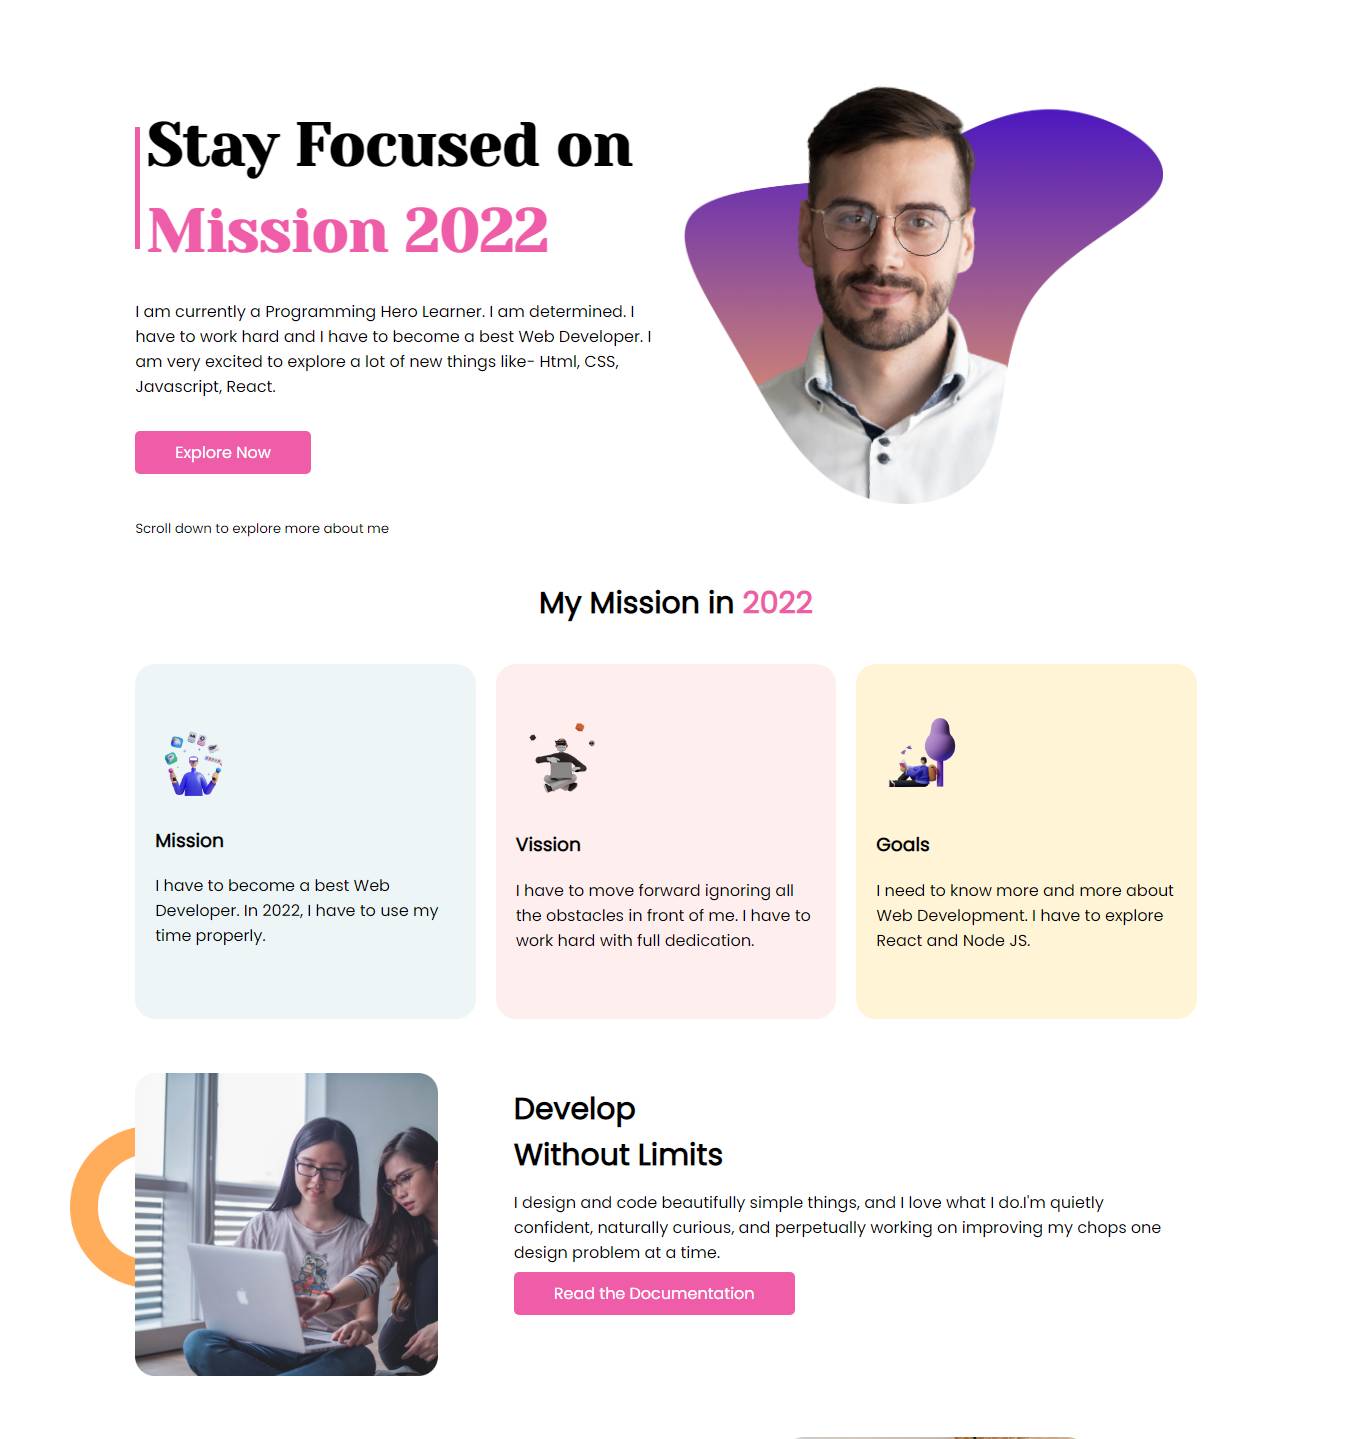 Stay Focused on
Mission 2022
I am currently a Programming Hero Learner. I am determined. I
have to work hard and I have to become a best Web Developer. I
am very excited to explore a lot of new things like- Html, CSS,
Javascript, React.
Explore Now
Scroll down to explore more about me
My Mission in 2022
Mission
I have to become a best Web
Developer. In 2022, I have to use my
time properly.
Vission
I have to move forward ignoring all
the obstacles in front of me. I have to
work hard with full dedication.
Goals
I need to know more and more about
Web Development. I have to explore
React and Node JS.
Develop
Without Limits
I design and code beautifully simple things, and I love what I do.I'm quietly
confident, naturally curious, and perpetually working on improving my chops one
design problem at a time.
Read the Documentation